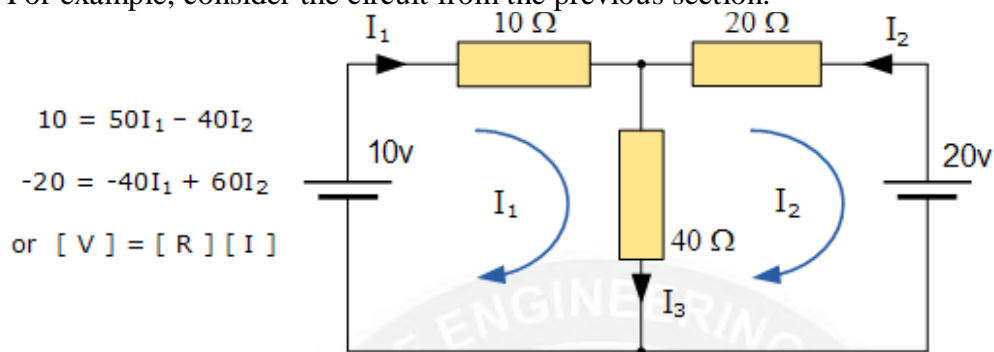 For example, consider the circuit from the previous section.
I₁ 10 Ω 20 Ω I₂
10 = 50I₁ – 40I₂
10v
20v
-20 = -40I₁ + 60I₂
I₁
I₂
or [ V ] = [ R ] [ I ]
40 Ω
I₃
E ENGINEERING